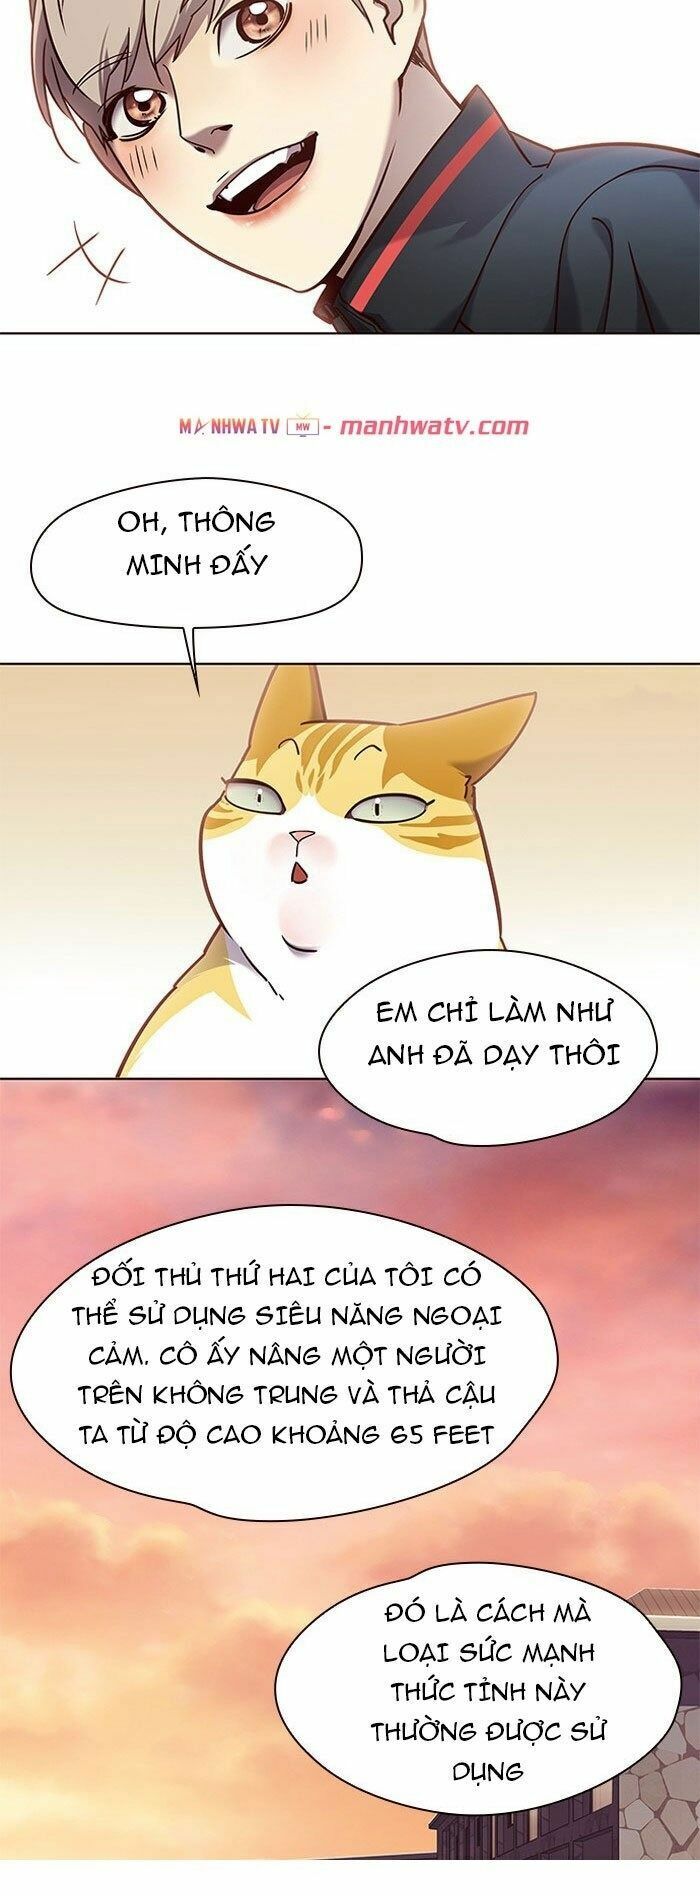 MANHWATV MW - manhwatv.com
OH, THÔNG
MINH ĐẤY
EM CHỈ LÀM NHƯ
ANH ĐÃ DẠY THÔI
ĐỐI THỦ THỨ HAI CỦA TÔI CÓ
THỂ SỬ DỤNG SIÊU NĂNG NGOẠI
CẢM. CÔ ẤY NÂNG MỘT NGƯỜI
TRÊN KHÔNG TRUNG VÀ THẢ CẬU
TA TỪ ĐỘ CAO KHOẢNG 65 FEET
ĐÓ LÀ CÁCH MÀ
LOẠI SỨC MẠNH
THỨC TỈNH NÀY
THƯỜNG ĐƯỢC SỬ
DỤNG